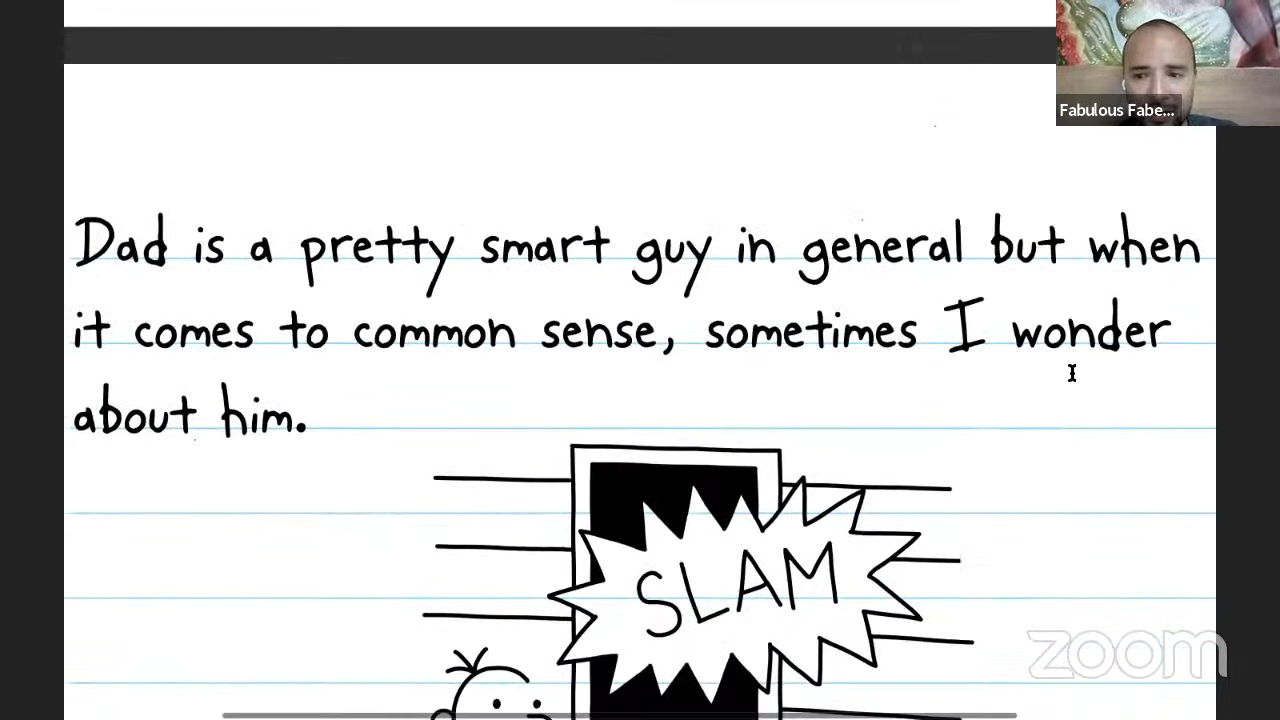 Fabulous Fabe...
Dad is a pretty smart guy in general but when
it comes to common sense, sometimes I wonder
about him.
SLAM
zoom